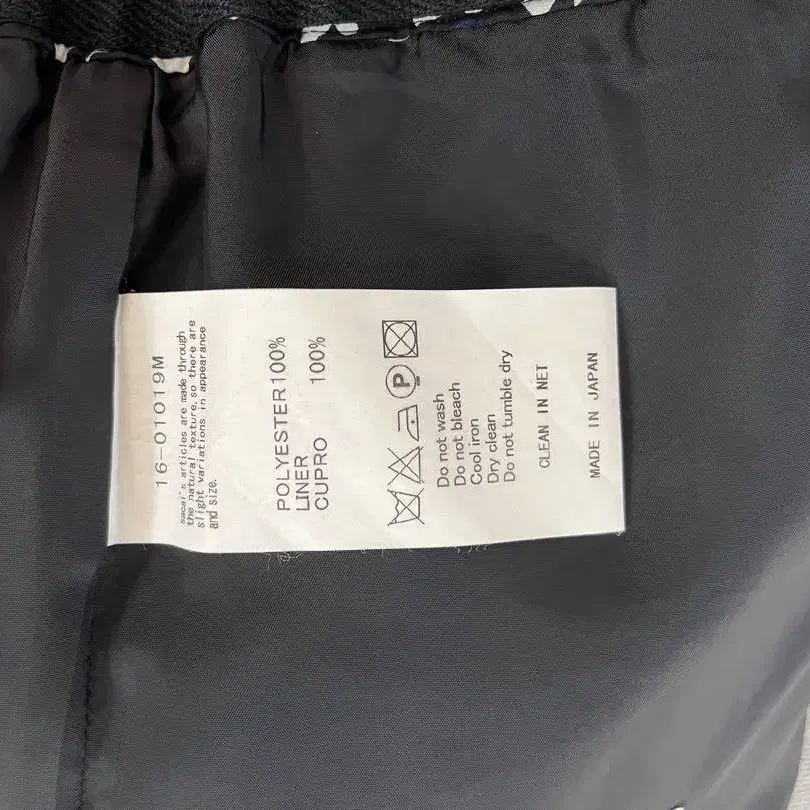 16-01019M
sacai's articles are made through
the natural texture, so there are
slight variations in appearance
and size.
POLYESTER 100%
LINER
CUPRO 100%
P
Do not wash
Do not bleach
Cool iron
Dry clean
Do not tumble dry
CLEAN IN NET
MADE IN JAPAN